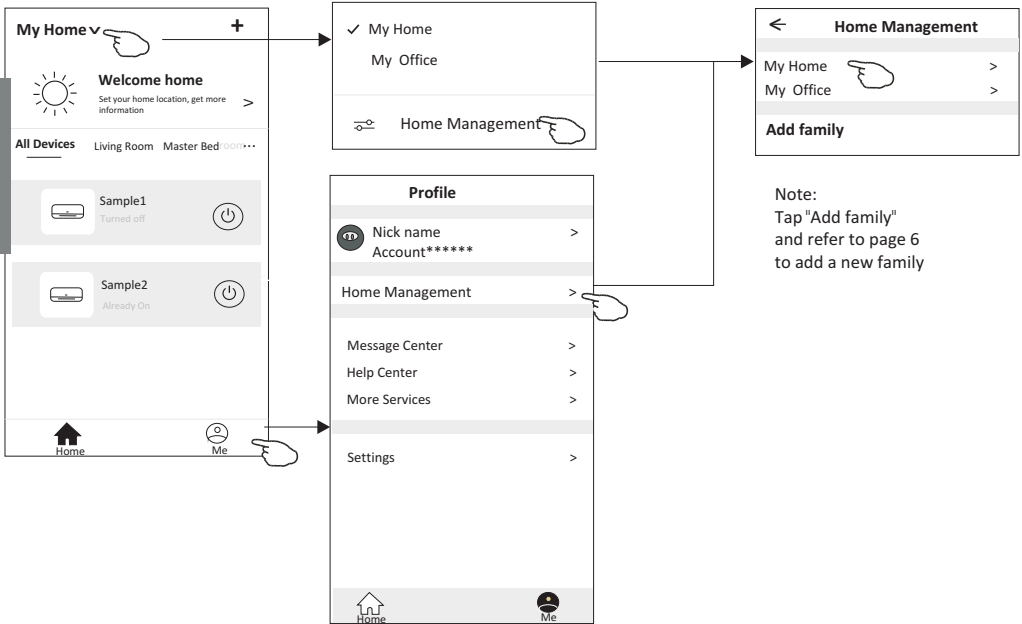 My Home
+
Welcome home
Set your home location, get more
information
>
All Devices Living Room Master Bedroom ...
Sample1
Turned off
Sample2
Already On
Home
Me
✓ My Home
My Office
Home Management
Profile
Nick name >
Account******
Home Management >
Message Center >
Help Center >
More Services >
Settings >
Home
Me
← Home Management
My Home >
My Office >
Add family
Note:
Tap "Add family"
and refer to page 6
to add a new family